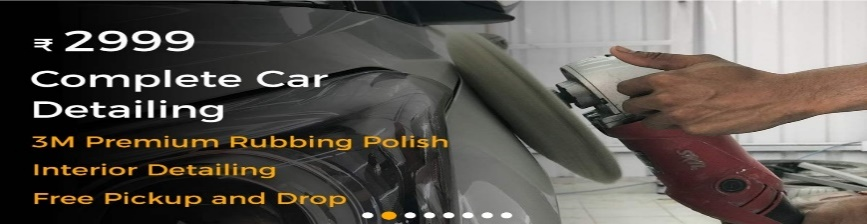 ₹ 2999
Complete Car
Detailing
3M Premium Rubbing Polish
Interior Detailing
Free Pickup and Drop